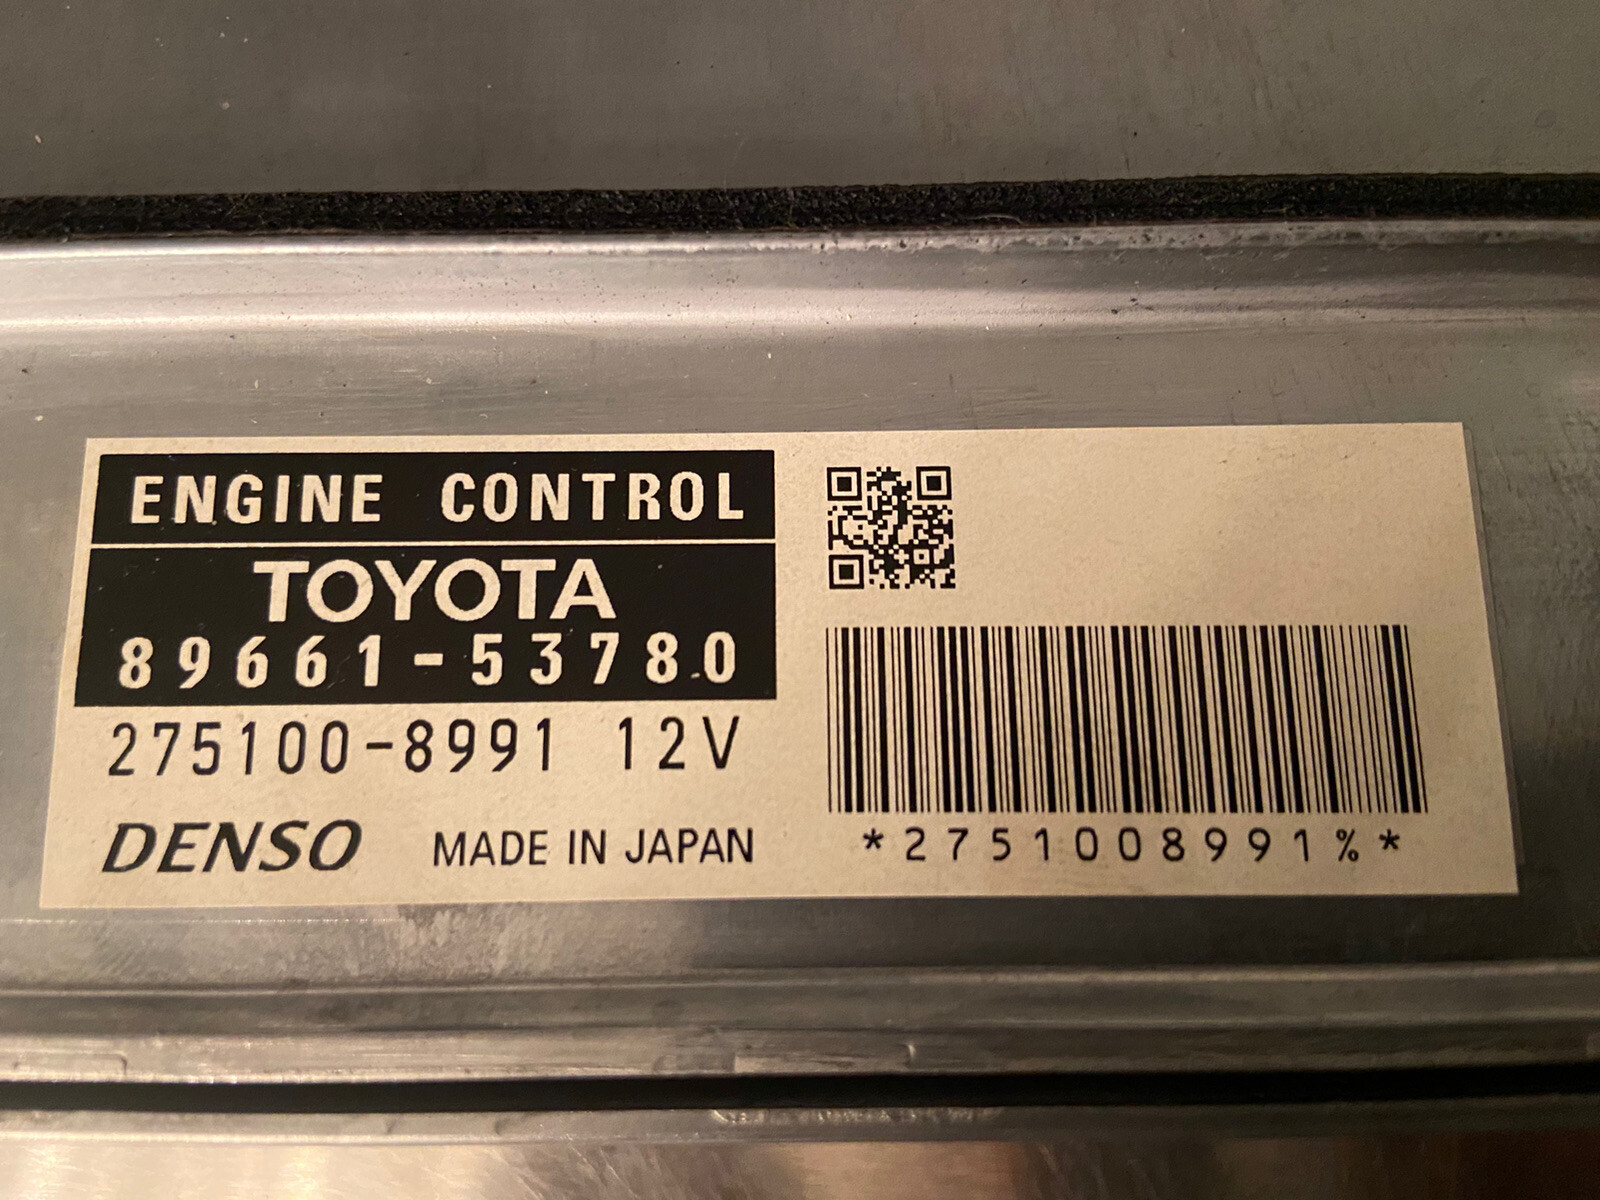 ENGINE CONTROL
TOYOTA
89661-53780
275100-8991 12V
DENSO MADE IN JAPAN
*2751008991%*